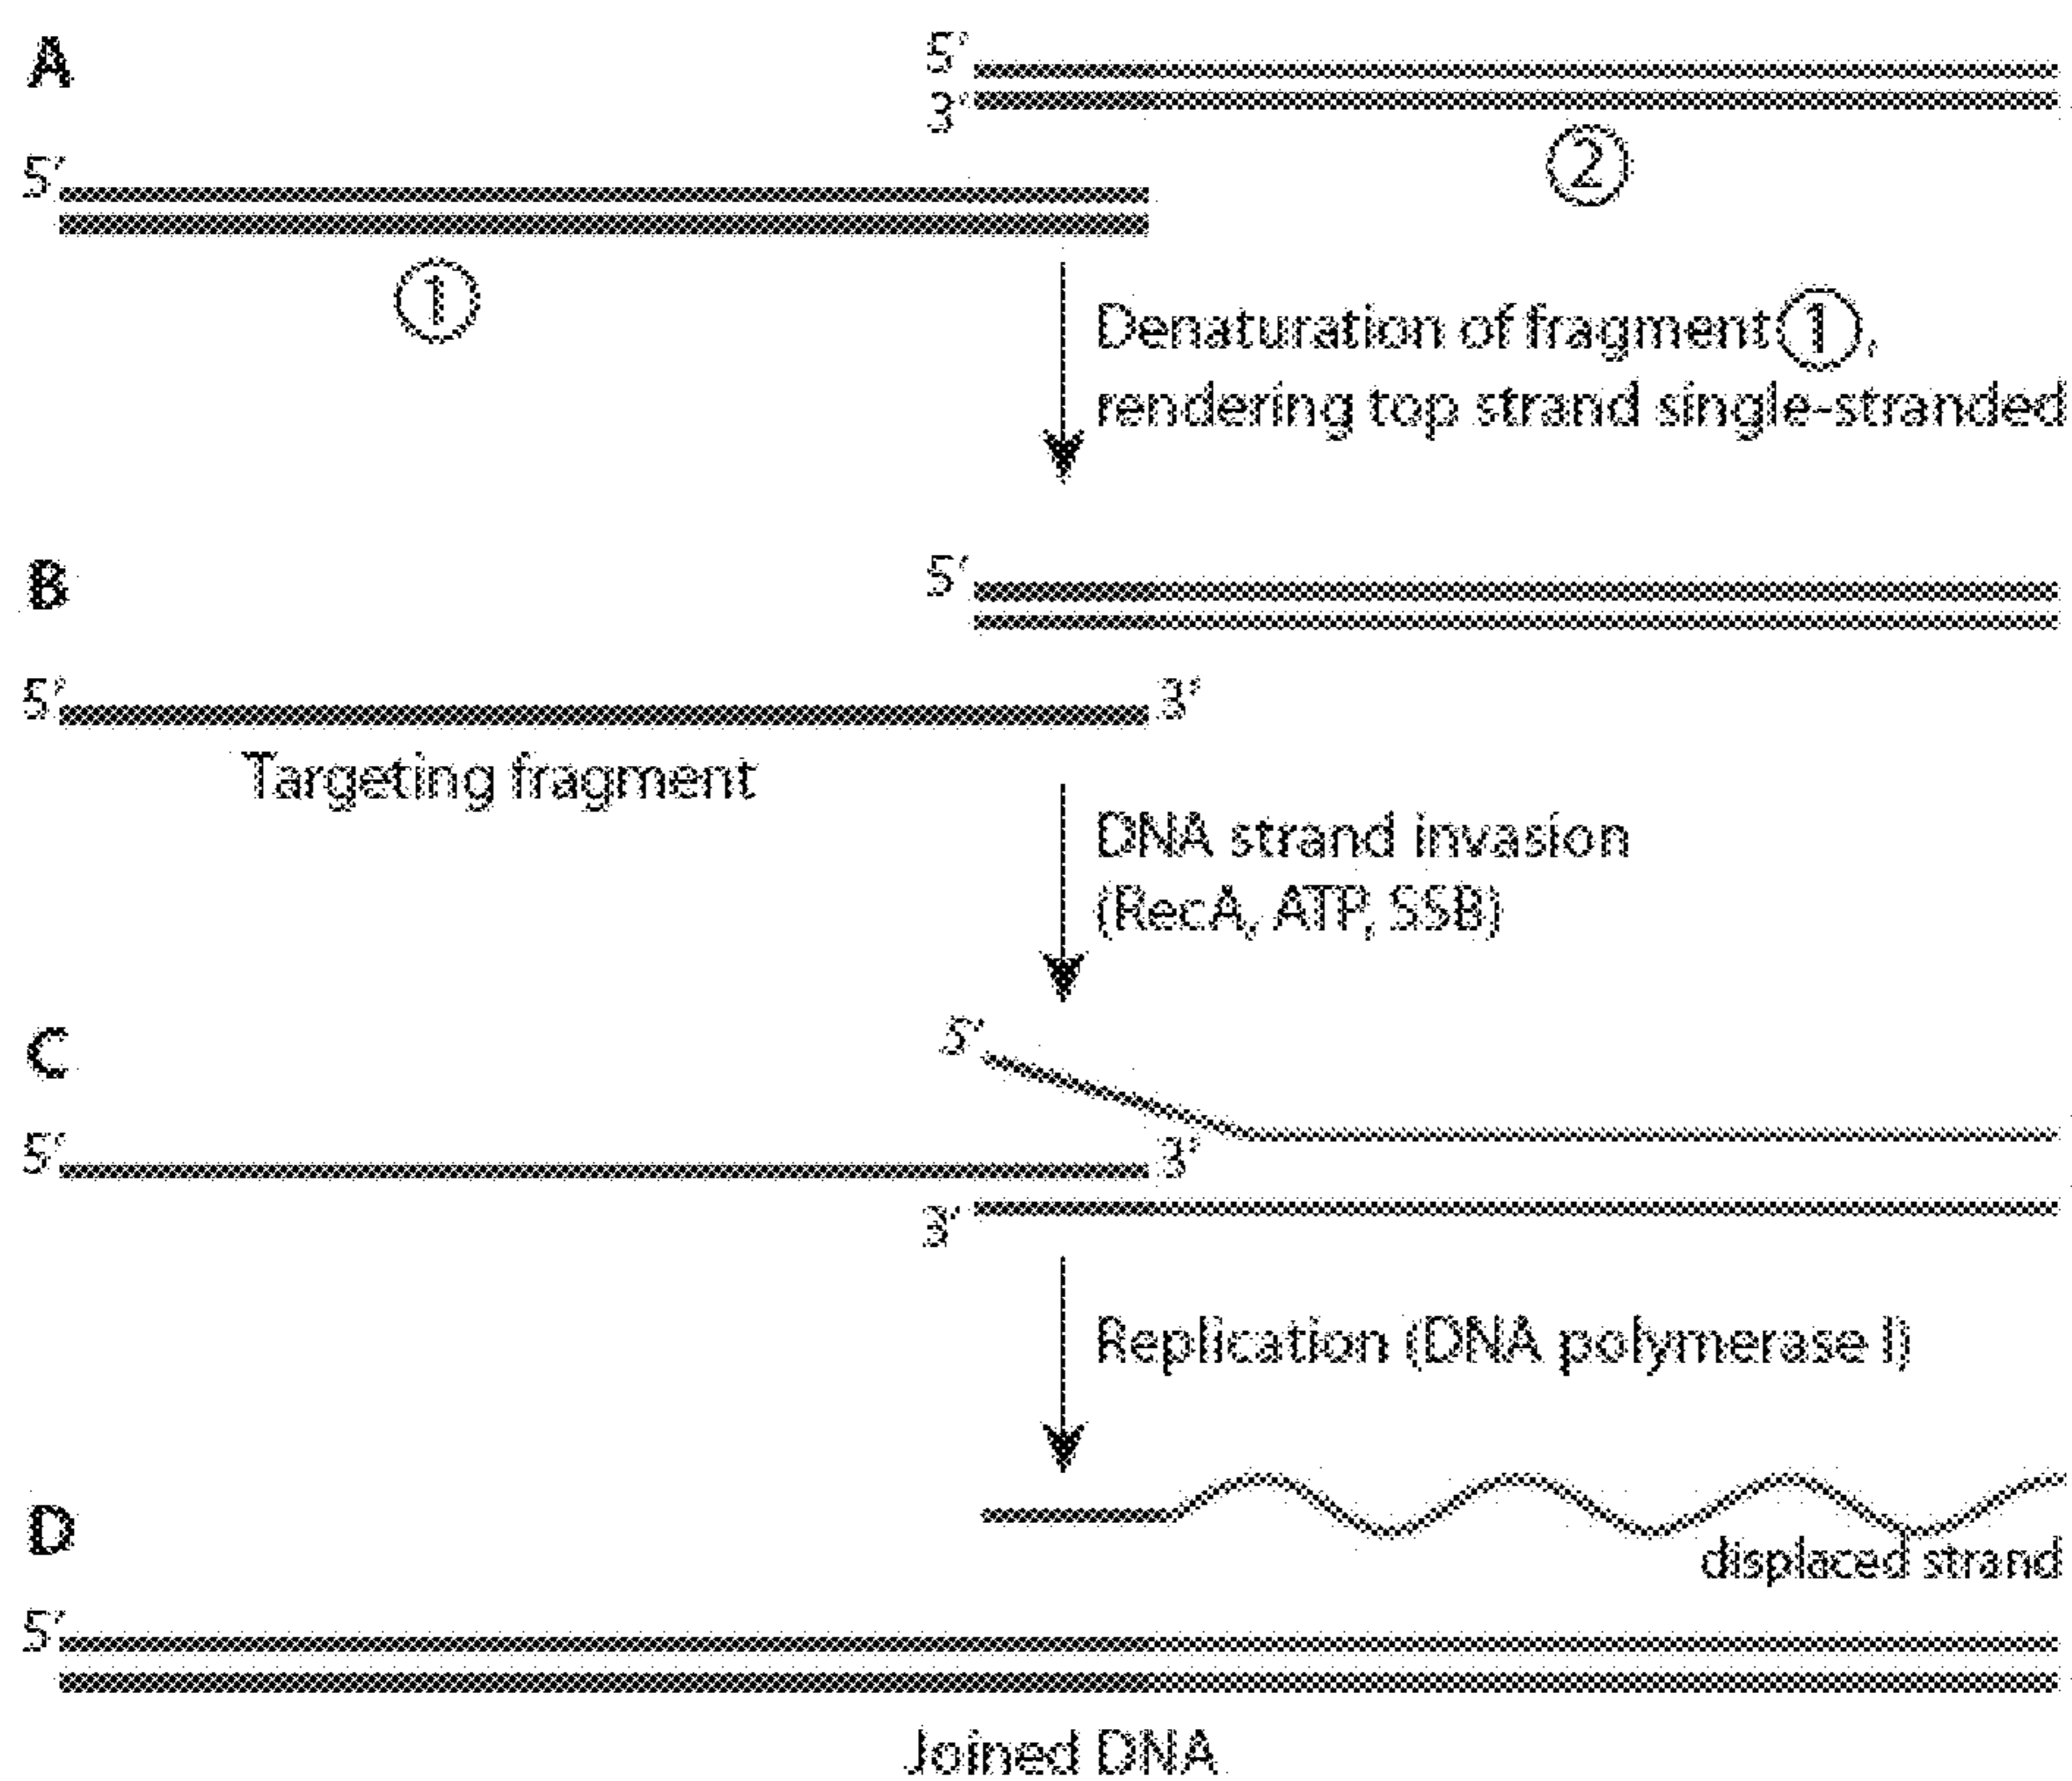 A
5′
3′
②
5′
①
Denaturation of fragment ①,
rendering top strand single-stranded
B
5′
5′
3′
Targeting fragment
DNA strand invasion
(RecA, ATP, SSB)
C
5′
5′
3′
3′
Replication (DNA polymerase I)
D
displaced strand
5′
Joined DNA